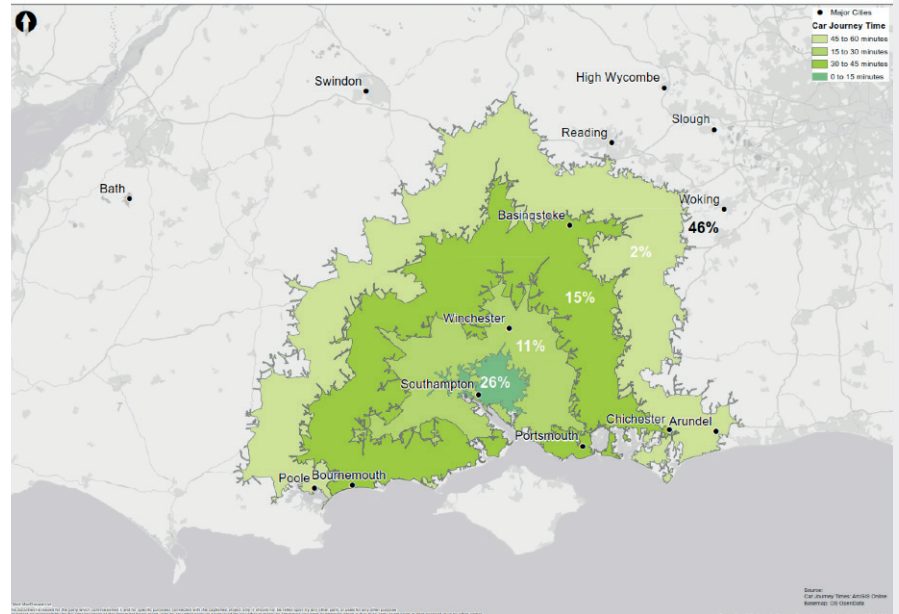 Major Cities
Car Journey Time
45 to 60 minutes
15 to 30 minutes
30 to 45 minutes
0 to 15 minutes
Swindon
High Wycombe
Slough
Reading
Bath
Woking
46%
Basingstoke
2%
15%
Winchester
11%
Southampton
26%
Chichester
Arundel
Portsmouth
Poole
Bournemouth
Source:
Car Journey Times: ArcGIS Online
Basemap: OS OpenData